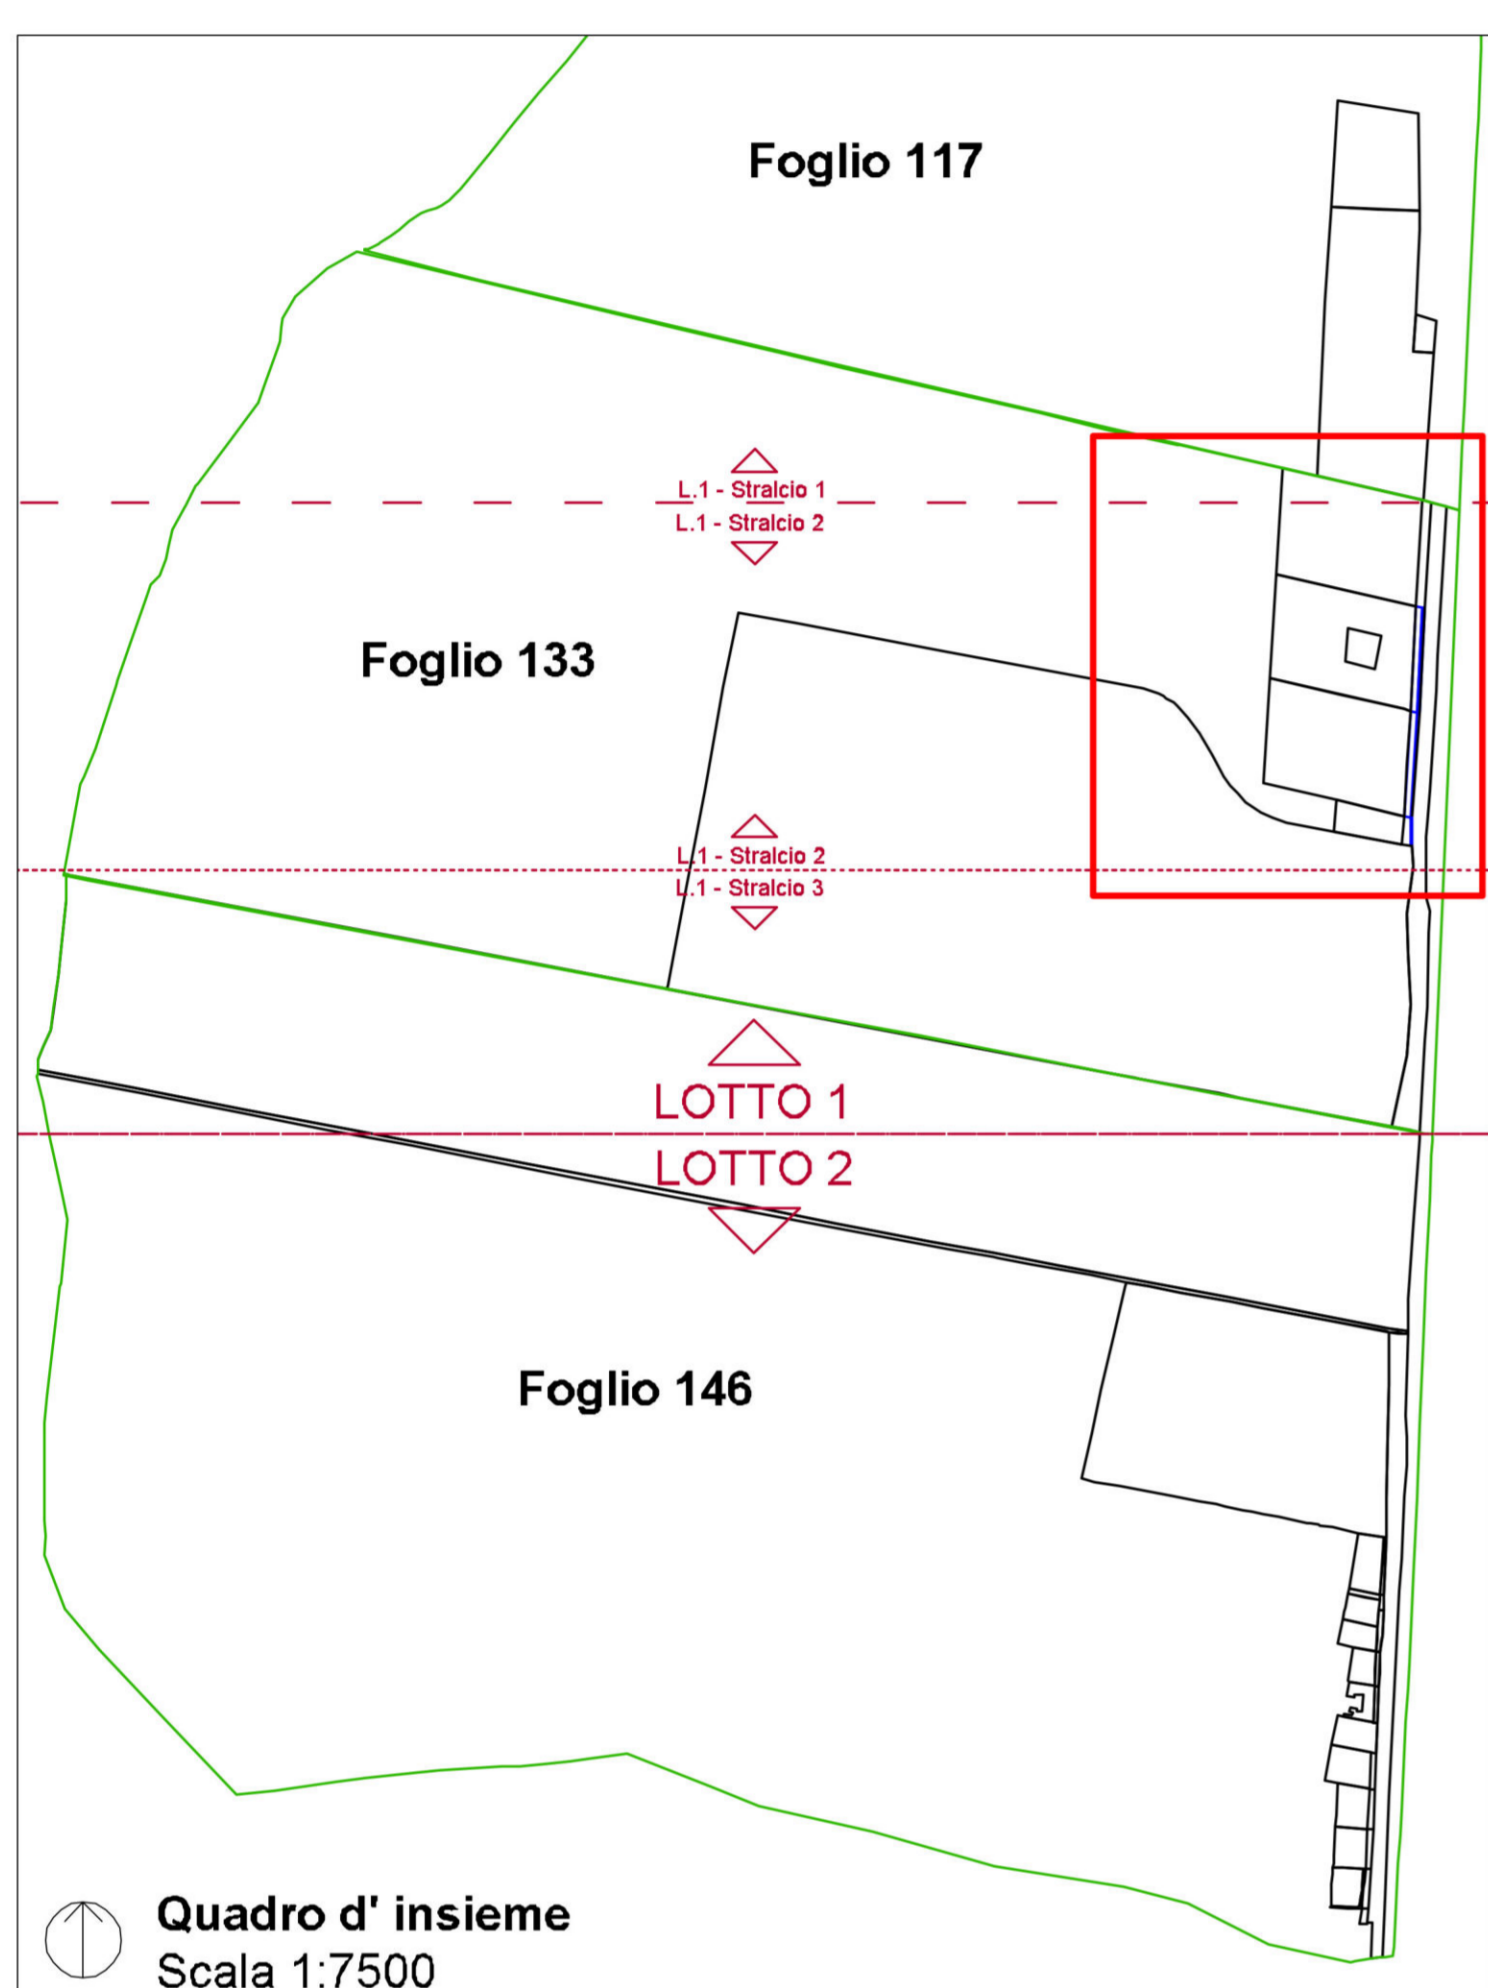 Foglio 117
L.1 - Stralcio 1
L.1 - Stralcio 2
Foglio 133
L.1 - Stralcio 2
L.1 - Stralcio 3
LOTTO 1
LOTTO 2
Foglio 146
Quadro d' insieme
Scala 1:7500